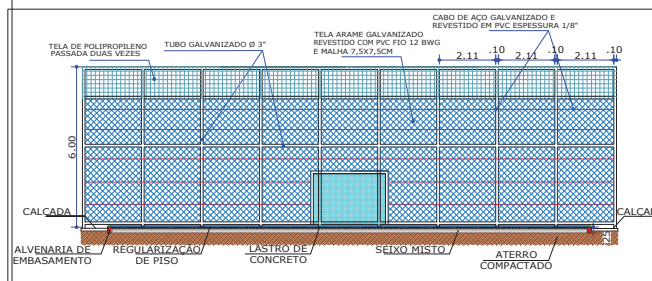 TELA DE POLIPROPILENO
PASSADA DUAS VEZES
TUBO GALVANIZADO Ø 3"
TELA ARAME GALVANIZADO
REVESTIDO COM PVC FIO 12 BWG
E MALHA 7,5X7,5CM
CABO DE AÇO GALVANIZADO E
REVESTIDO EM PVC ESPESSURA 1/8"
2.11 .10 2.11 .10 2.11 .10
6.00
CALÇADA
CALÇA
ALVENARIA DE
EMBASAMENTO
REGULARIZAÇÃO
DE PISO
LASTRO DE
CONCRETO
SEIXO MISTO
ATERRO
COMPACTADO
.25